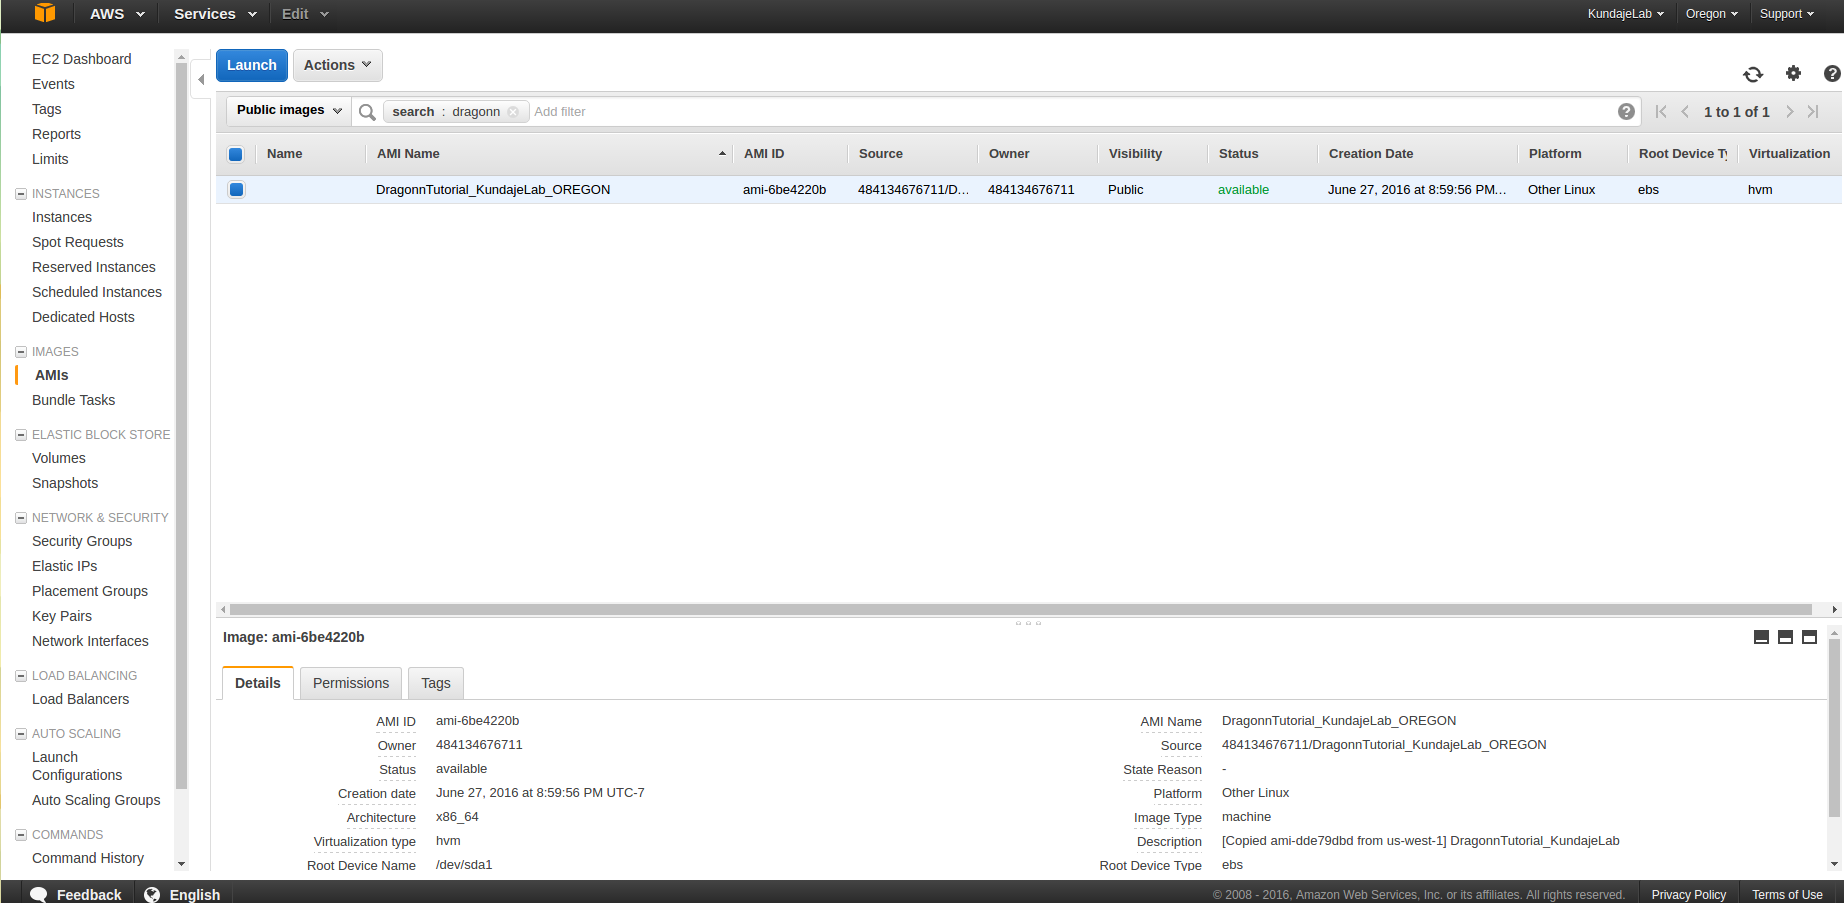 AWS Services Edit KundajeLab Oregon Support
EC2 Dashboard
Events
Tags
Reports
Limits
INSTANCES
Instances
Spot Requests
Reserved Instances
Scheduled Instances
Dedicated Hosts
IMAGES
AMIs
Bundle Tasks
ELASTIC BLOCK STORE
Volumes
Snapshots
NETWORK & SECURITY
Security Groups
Elastic IPs
Placement Groups
Key Pairs
Network Interfaces
LOAD BALANCING
Load Balancers
AUTO SCALING
Launch
Configurations
Auto Scaling Groups
COMMANDS
Command History
Launch Actions
Public images search : dragonn Add filter 1 to 1 of 1
Name AMI Name AMI ID Source Owner Visibility Status Creation Date Platform Root Device Ty Virtualization
DragonnTutorial_KundajeLab_OREGON ami-6be4220b 484134676711/D... 484134676711 Public available June 27, 2016 at 8:59:56 PM... Other Linux ebs hvm
Image: ami-6be4220b
Details Permissions Tags
AMI ID ami-6be4220b AMI Name DragonnTutorial_KundajeLab_OREGON
Owner 484134676711 Source 484134676711/DragonnTutorial_KundajeLab_OREGON
Status available State Reason -
Creation date June 27, 2016 at 8:59:56 PM UTC-7 Platform Other Linux
Architecture x86_64 Image Type machine
Virtualization type hvm Description [Copied ami-dde79dbd from us-west-1] DragonnTutorial_KundajeLab
Root Device Name /dev/sda1 Root Device Type ebs
Feedback English © 2008 - 2016, Amazon Web Services, Inc. or its affiliates. All rights reserved. Privacy Policy Terms of Use